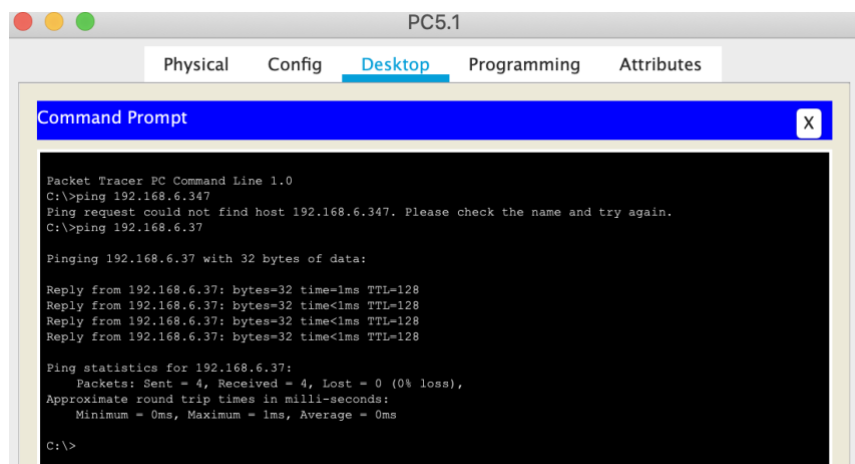 PC5.1
Physical Config Desktop Programming Attributes
Command Prompt
X
Packet Tracer PC Command Line 1.0
C:\>ping 192.168.6.347
Ping request could not find host 192.168.6.347. Please check the name and try again.
C:\>ping 192.168.6.37
Pinging 192.168.6.37 with 32 bytes of data:
Reply from 192.168.6.37: bytes=32 time=1ms TTL=128
Reply from 192.168.6.37: bytes=32 time<1ms TTL=128
Reply from 192.168.6.37: bytes=32 time<1ms TTL=128
Reply from 192.168.6.37: bytes=32 time<1ms TTL=128
Ping statistics for 192.168.6.37:
Packets: Sent = 4, Received = 4, Lost = 0 (0% loss),
Approximate round trip times in milli-seconds:
Minimum = 0ms, Maximum = 1ms, Average = 0ms
C:\>